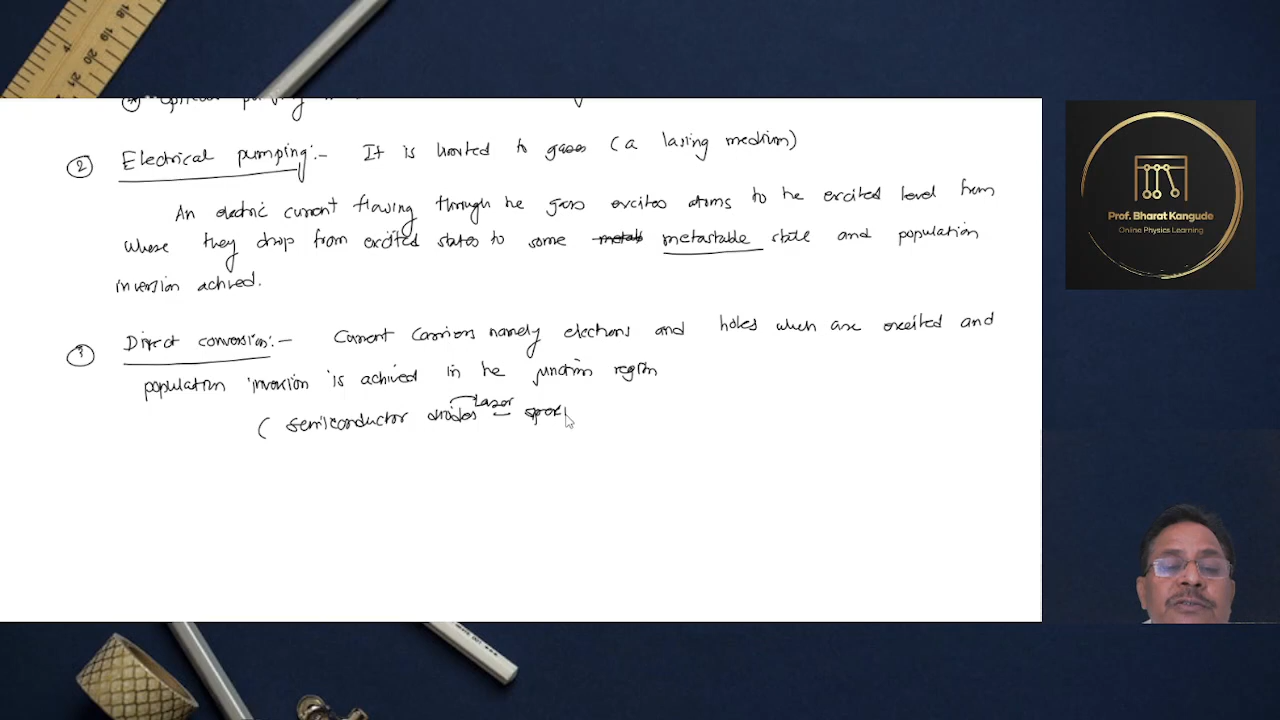 ② Electrical pumping:- It is limited to gases (a lasing medium)
An electric current flowing through the gases excites atoms to the excited level from
where they drop from excited states to some metastable state and population
inversion achived.
③ Direct conversion:- Current carriers namely electrons and holes when are excited and
population inversion is achived in the junction region
( semiconductor diodes Laser
Prof. Bharat Kangude
Online Physics Learning